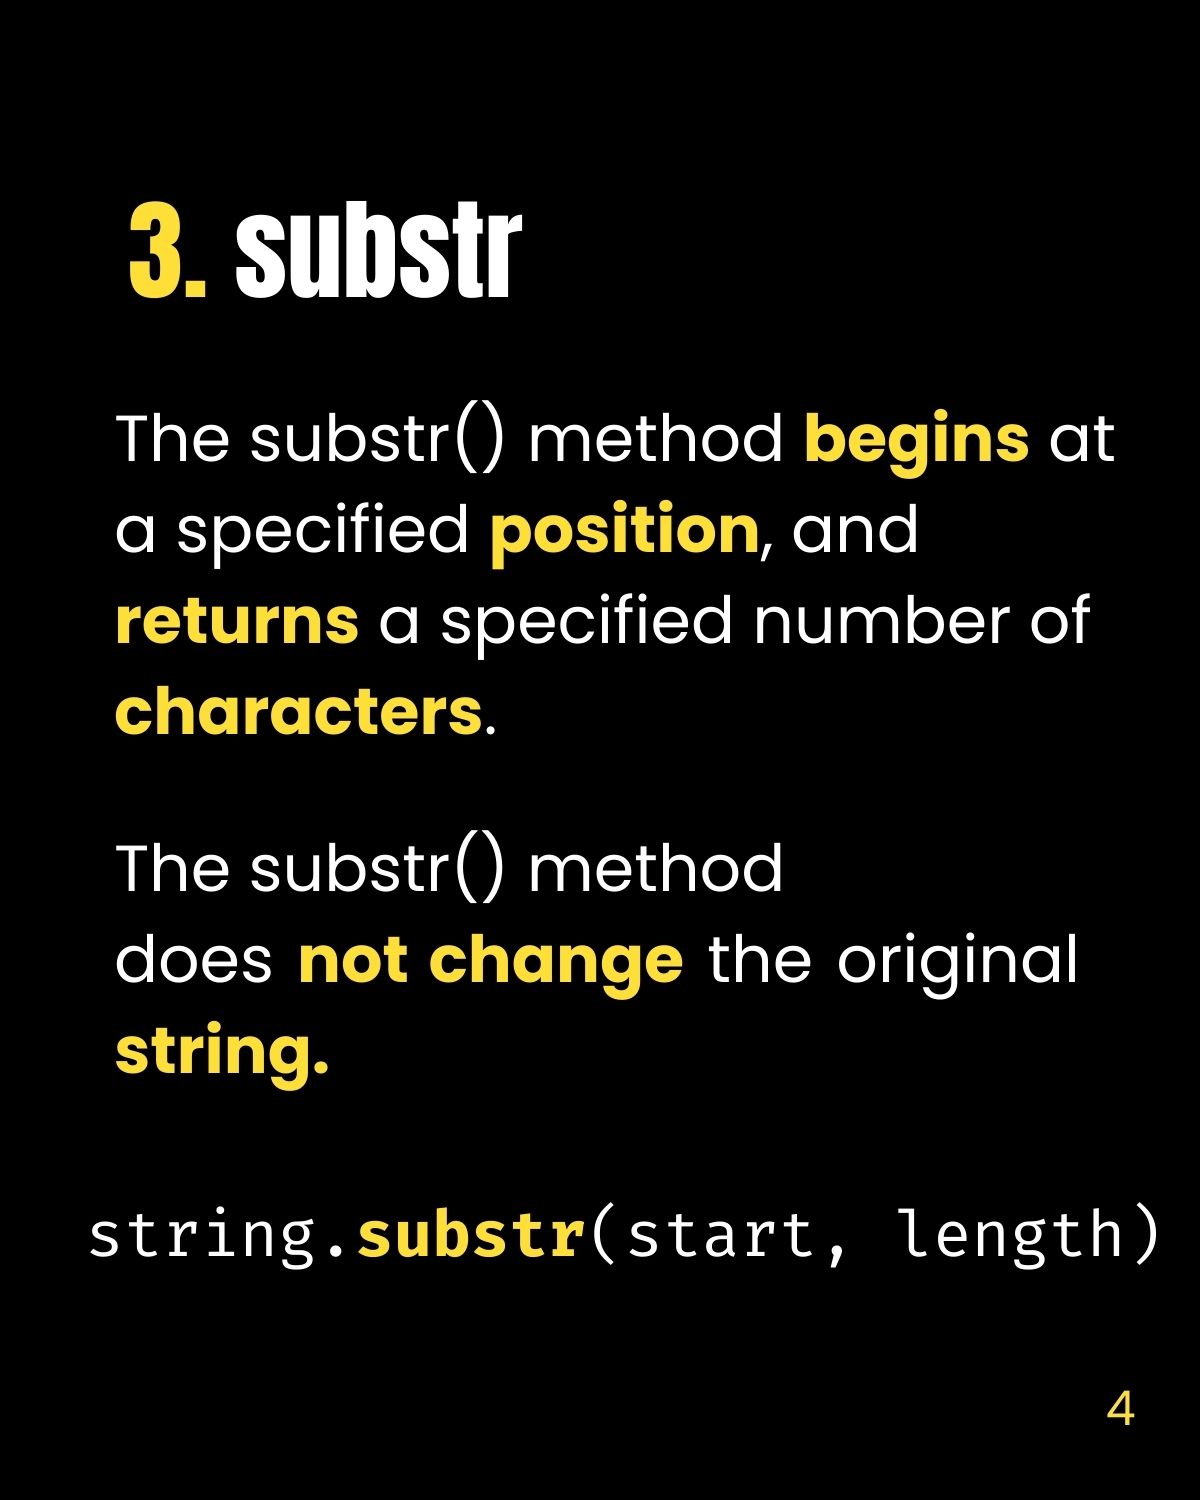 3. substr
The substr() method begins at
a specified position, and
returns a specified number of
characters.
The substr() method
does not change the original
string.
string.substr(start, length)
4